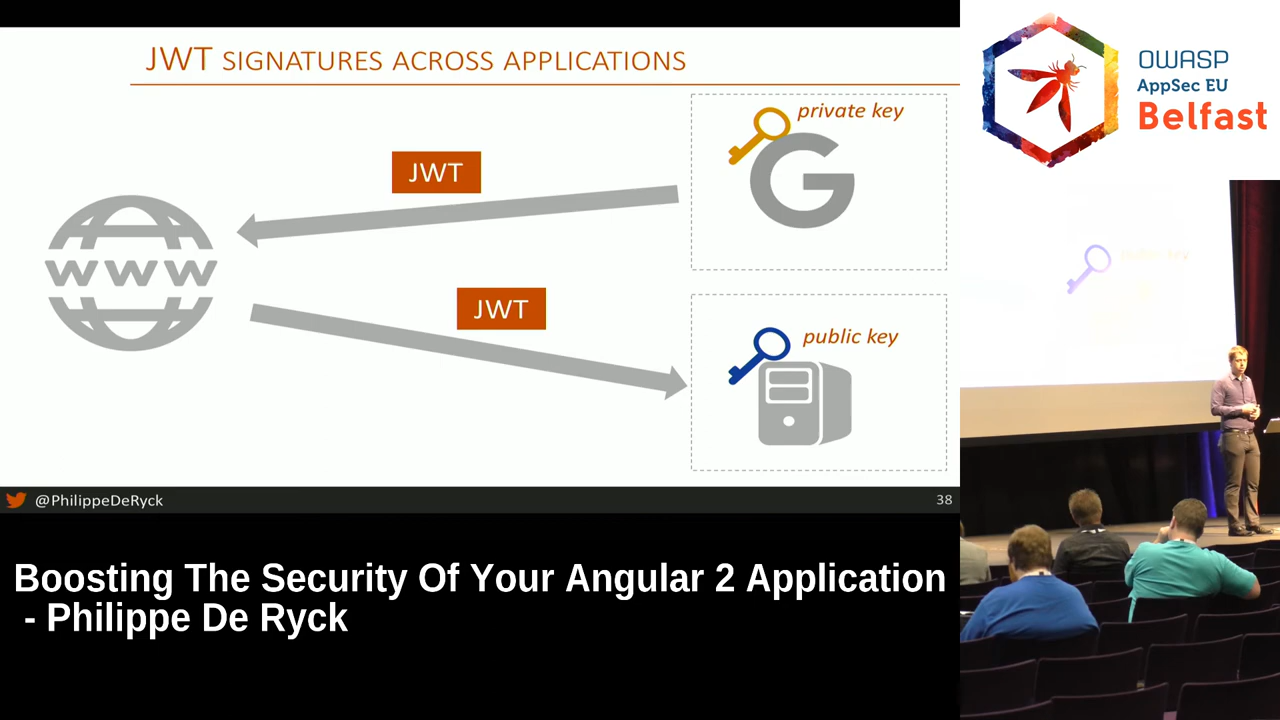 JWT SIGNATURES ACROSS APPLICATIONS
private key
G
JWT
www
JWT
public key
@PhilippeDeRyck
38
OWASP
AppSec EU
Belfast
Boosting The Security Of Your Angular 2 Application
- Philippe De Ryck